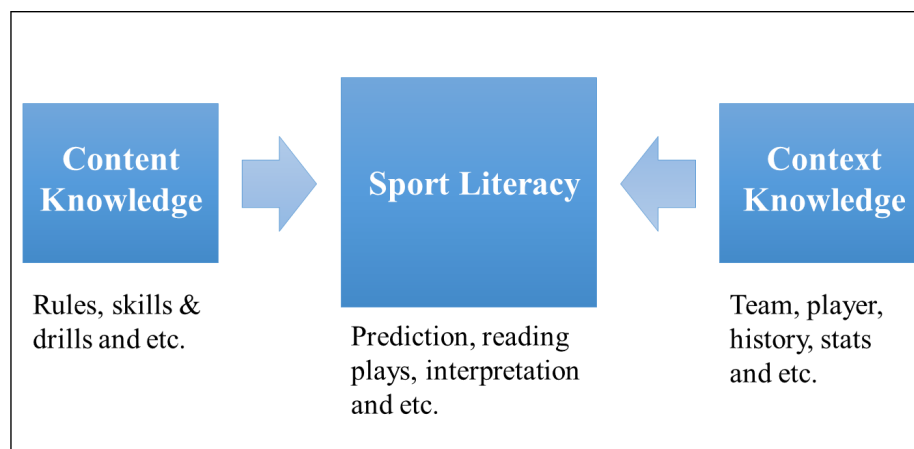 Content
Knowledge
Rules, skills &
drills and etc.
Sport Literacy
Prediction, reading
plays, interpretation
and etc.
Context
Knowledge
Team, player,
history, stats
and etc.